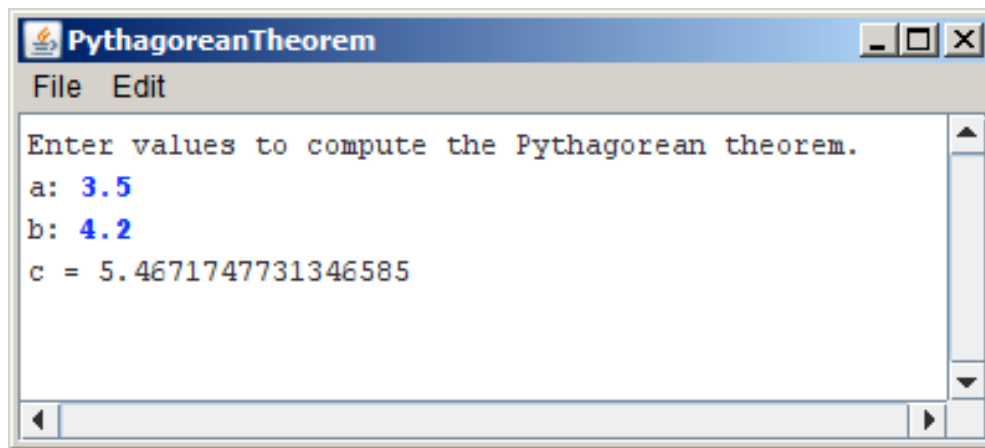 PythagoreanTheorem
File Edit
Enter values to compute the Pythagorean theorem.
a: 3.5
b: 4.2
c = 5.4671747731346585